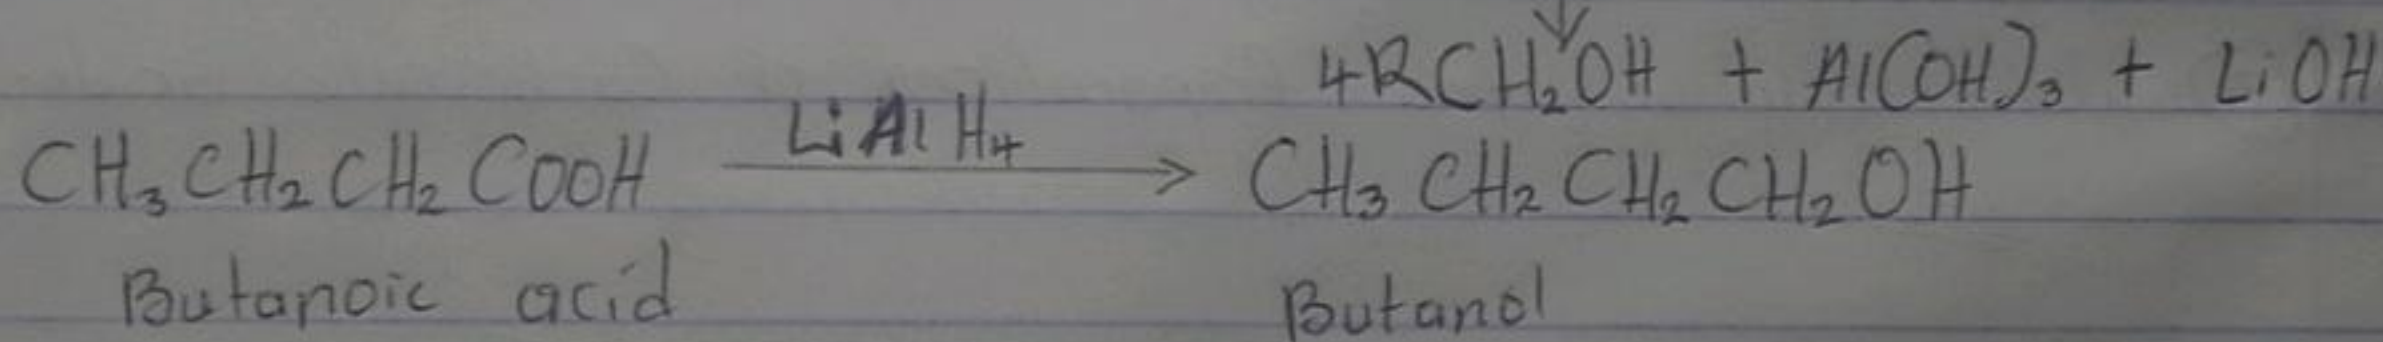 4RCH₂OH + Al(OH)₃ + LiOH
CH₃CH₂CH₂COOH LiAlH₄ → CH₃CH₂CH₂CH₂OH
Butanoic acid Butanol